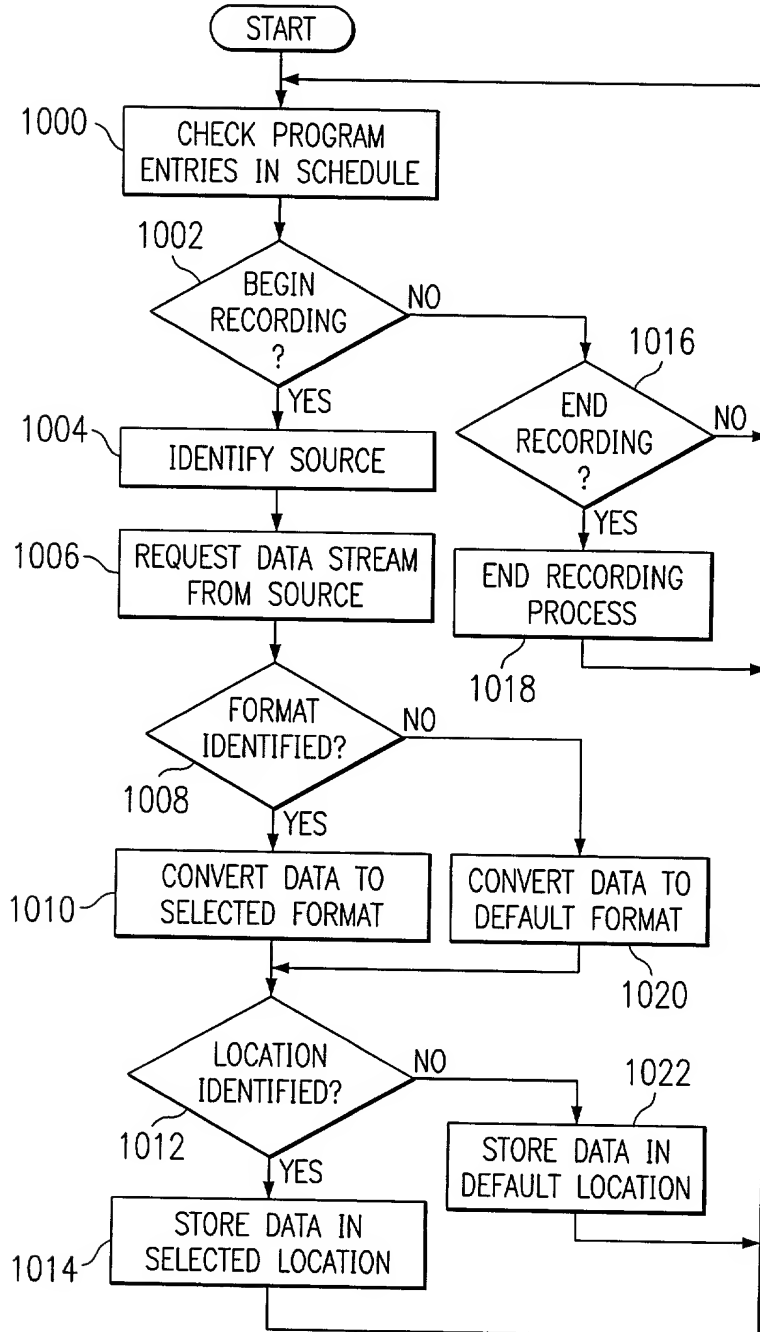 START
1000
CHECK PROGRAM
ENTRIES IN SCHEDULE
1002
BEGIN
RECORDING
?
NO
YES
1016
END
RECORDING
?
NO
YES
1004
IDENTIFY SOURCE
1006
REQUEST DATA STREAM
FROM SOURCE
END RECORDING
PROCESS
1018
FORMAT
IDENTIFIED?
NO
1008
YES
1010
CONVERT DATA TO
SELECTED FORMAT
CONVERT DATA TO
DEFAULT FORMAT
1020
LOCATION
IDENTIFIED?
NO
1012
YES
1022
STORE DATA IN
DEFAULT LOCATION
1014
STORE DATA IN
SELECTED LOCATION